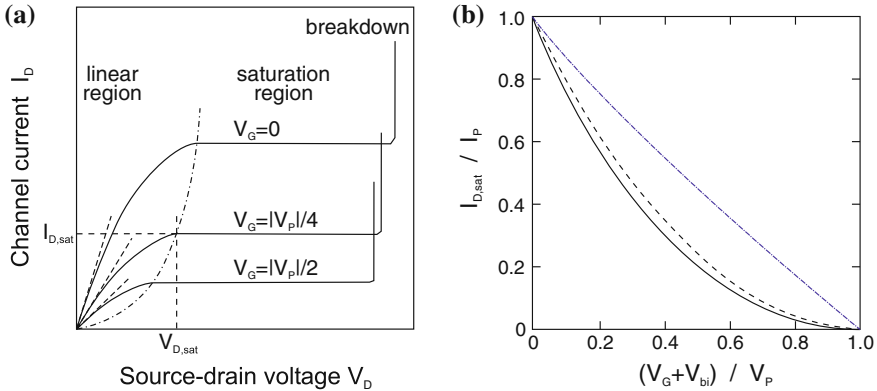 (a)
breakdown
linear
region
saturation
region
V_G=0
V_G=|V_P|/4
V_G=|V_P|/2
I_D,sat
V_D,sat
Channel current I_D
Source-drain voltage V_D
(b)
1.0
0.8
0.6
0.4
0.2
0
0
0.2
0.4
0.6
0.8
1.0
I_D,sat / I_P
(V_G+V_bi) / V_P